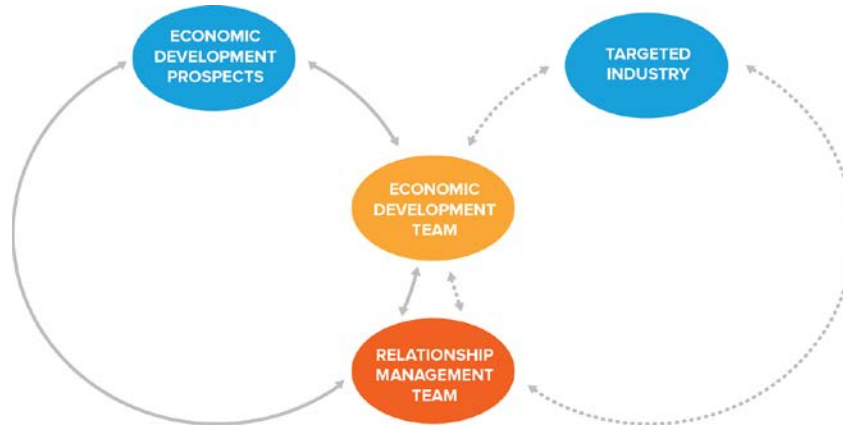 ECONOMIC
DEVELOPMENT
PROSPECTS
TARGETED
INDUSTRY
ECONOMIC
DEVELOPMENT
TEAM
RELATIONSHIP
MANAGEMENT
TEAM